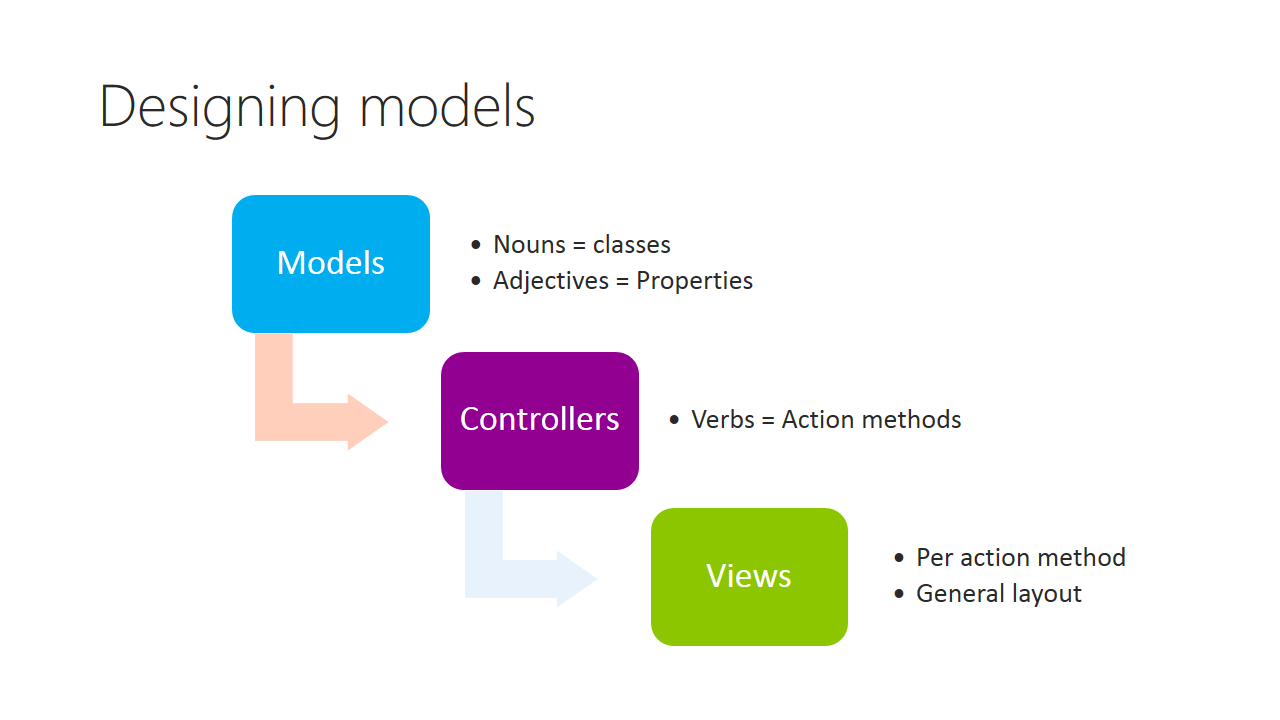 Designing models
Models
• Nouns = classes
• Adjectives = Properties
Controllers
• Verbs = Action methods
Views
• Per action method
• General layout